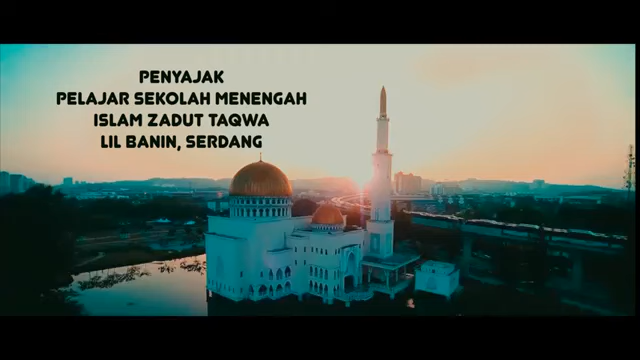 PENYAJAK
PELAJAR SEKOLAH MENENGAH
ISLAM ZADUT TAQWA
LIL BANIN, SERDANG